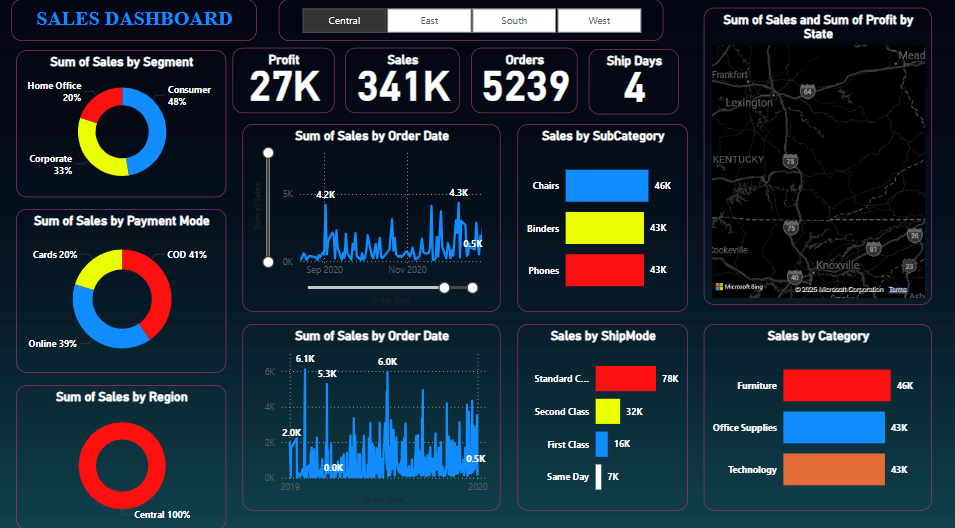 SALES DASHBOARD
Central
East
South
West
Sum of Sales by Segment
Home Office
20%
Consumer
48%
Corporate
33%
Profit
27K
Sales
341K
Orders
5239
Ship Days
4
Sum of Sales and Sum of Profit by
State
Frankfort
Mead
Lexington
64
KENTUCKY
75
75
26
Cookeville
81
Knoxville
23
40
Microsoft Bing
© 2025 Microsoft Corporation Terms
Sum of Sales by Order Date
Sum of Sales
5K
0K
4.2K
4.3K
0.5K
Sep 2020
Nov 2020
Order Date
Sales by SubCategory
Chairs
46K
Binders
43K
Phones
43K
Sum of Sales by Payment Mode
Cards 20%
COD 41%
Online 39%
Sum of Sales by Order Date
6K
4K
2K
0K
6.1K
5.3K
6.0K
2.0K
0.0K
0.5K
2019
2020
Order Date
Sales by ShipMode
Standard C...
78K
Second Class
32K
First Class
16K
Same Day
7K
Sales by Category
Furniture
46K
Office Supplies
43K
Technology
43K
Sum of Sales by Region
Central 100%